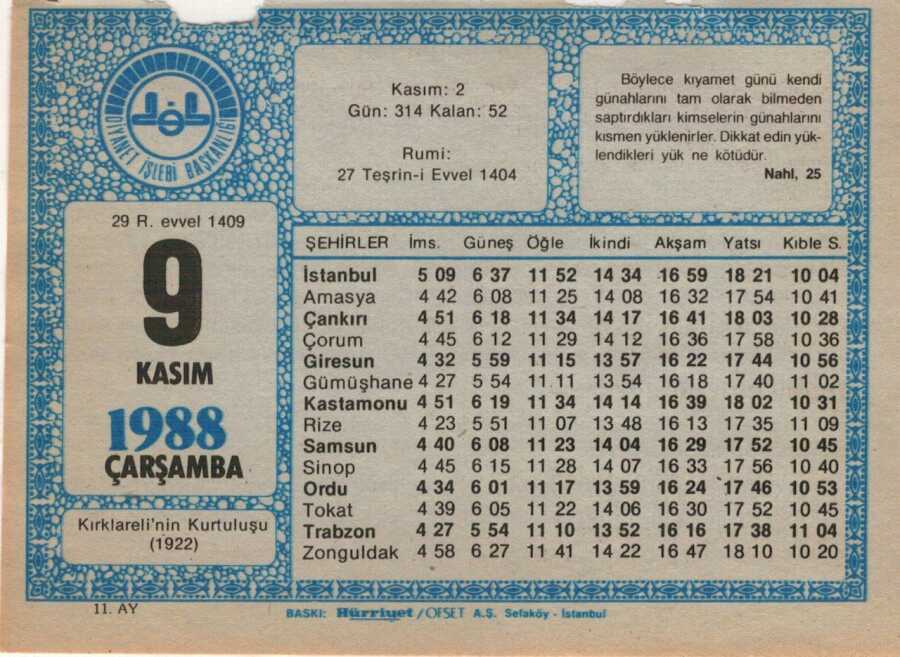 DİYANET İŞLERİ BAŞKANLIĞI
Kasım: 2
Gün: 314 Kalan: 52
Rumi:
27 Teşrin-i Evvel 1404
Böylece kıyamet günü kendi
günahlarını tam olarak bilmeden
saptırdıkları kimselerin günahlarını
kısmen yüklenirler. Dikkat edin yük-
lendikleri yük ne kötüdür.
Nahl, 25
29 R. evvel 1409
9
KASIM
1988
ÇARŞAMBA
Kırklareli'nin Kurtuluşu
(1922)
ŞEHİRLER İms. Güneş Öğle İkindi Akşam Yatsı Kıble S.
İstanbul 5 09 6 37 11 52 14 34 16 59 18 21 10 04
Amasya 4 42 6 08 11 25 14 08 16 32 17 54 10 41
Çankırı 4 51 6 18 11 34 14 17 16 41 18 03 10 28
Çorum 4 45 6 12 11 29 14 12 16 36 17 58 10 36
Giresun 4 32 5 59 11 15 13 57 16 22 17 44 10 56
Gümüşhane 4 27 5 54 11 11 13 54 16 18 17 40 11 02
Kastamonu 4 51 6 19 11 34 14 14 16 39 18 02 10 31
Rize 4 23 5 51 11 07 13 48 16 13 17 35 11 09
Samsun 4 40 6 08 11 23 14 04 16 29 17 52 10 45
Sinop 4 45 6 15 11 28 14 07 16 33 17 56 10 40
Ordu 4 34 6 01 11 17 13 59 16 24 17 46 10 53
Tokat 4 39 6 05 11 22 14 06 16 30 17 52 10 45
Trabzon 4 27 5 54 11 10 13 52 16 16 17 38 11 04
Zonguldak 4 58 6 27 11 41 14 22 16 47 18 10 10 20
11. AY
BASKI: Hürriyet / OFSET A.Ş. Sefaköy - İstanbul